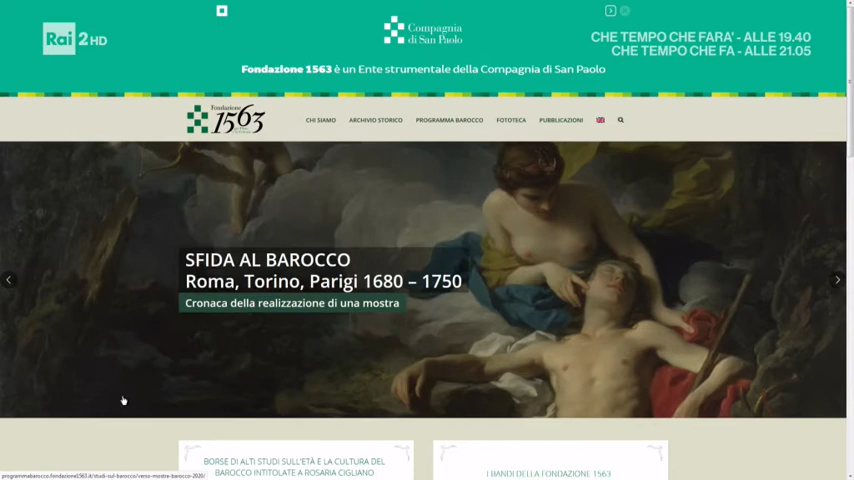 Rai 2HD
Compagnia
di San Paolo
CHE TEMPO CHE FARA' - ALLE 19.40
CHE TEMPO CHE FA - ALLE 21.05
Fondazione 1563 è un Ente strumentale della Compagnia di San Paolo
Fondazione
1563
CHI SIAMO ARCHIVIO STORICO PROGRAMMA BAROCCO FOTOTECA PUBBLICAZIONI
SFIDA AL BAROCCO
Roma, Torino, Parigi 1680 – 1750
Cronaca della realizzazione di una mostra
BORSE DI ALTI STUDI SULL'ETÀ E LA CULTURA DEL
BAROCCO INTITOLATE A ROSARIA CIGLIANO
I BANDI DELLA FONDAZIONE 1563
programmabarocco.fondazione1563.it/studi-sul-barocco/verso-mostra-barocco-2020/